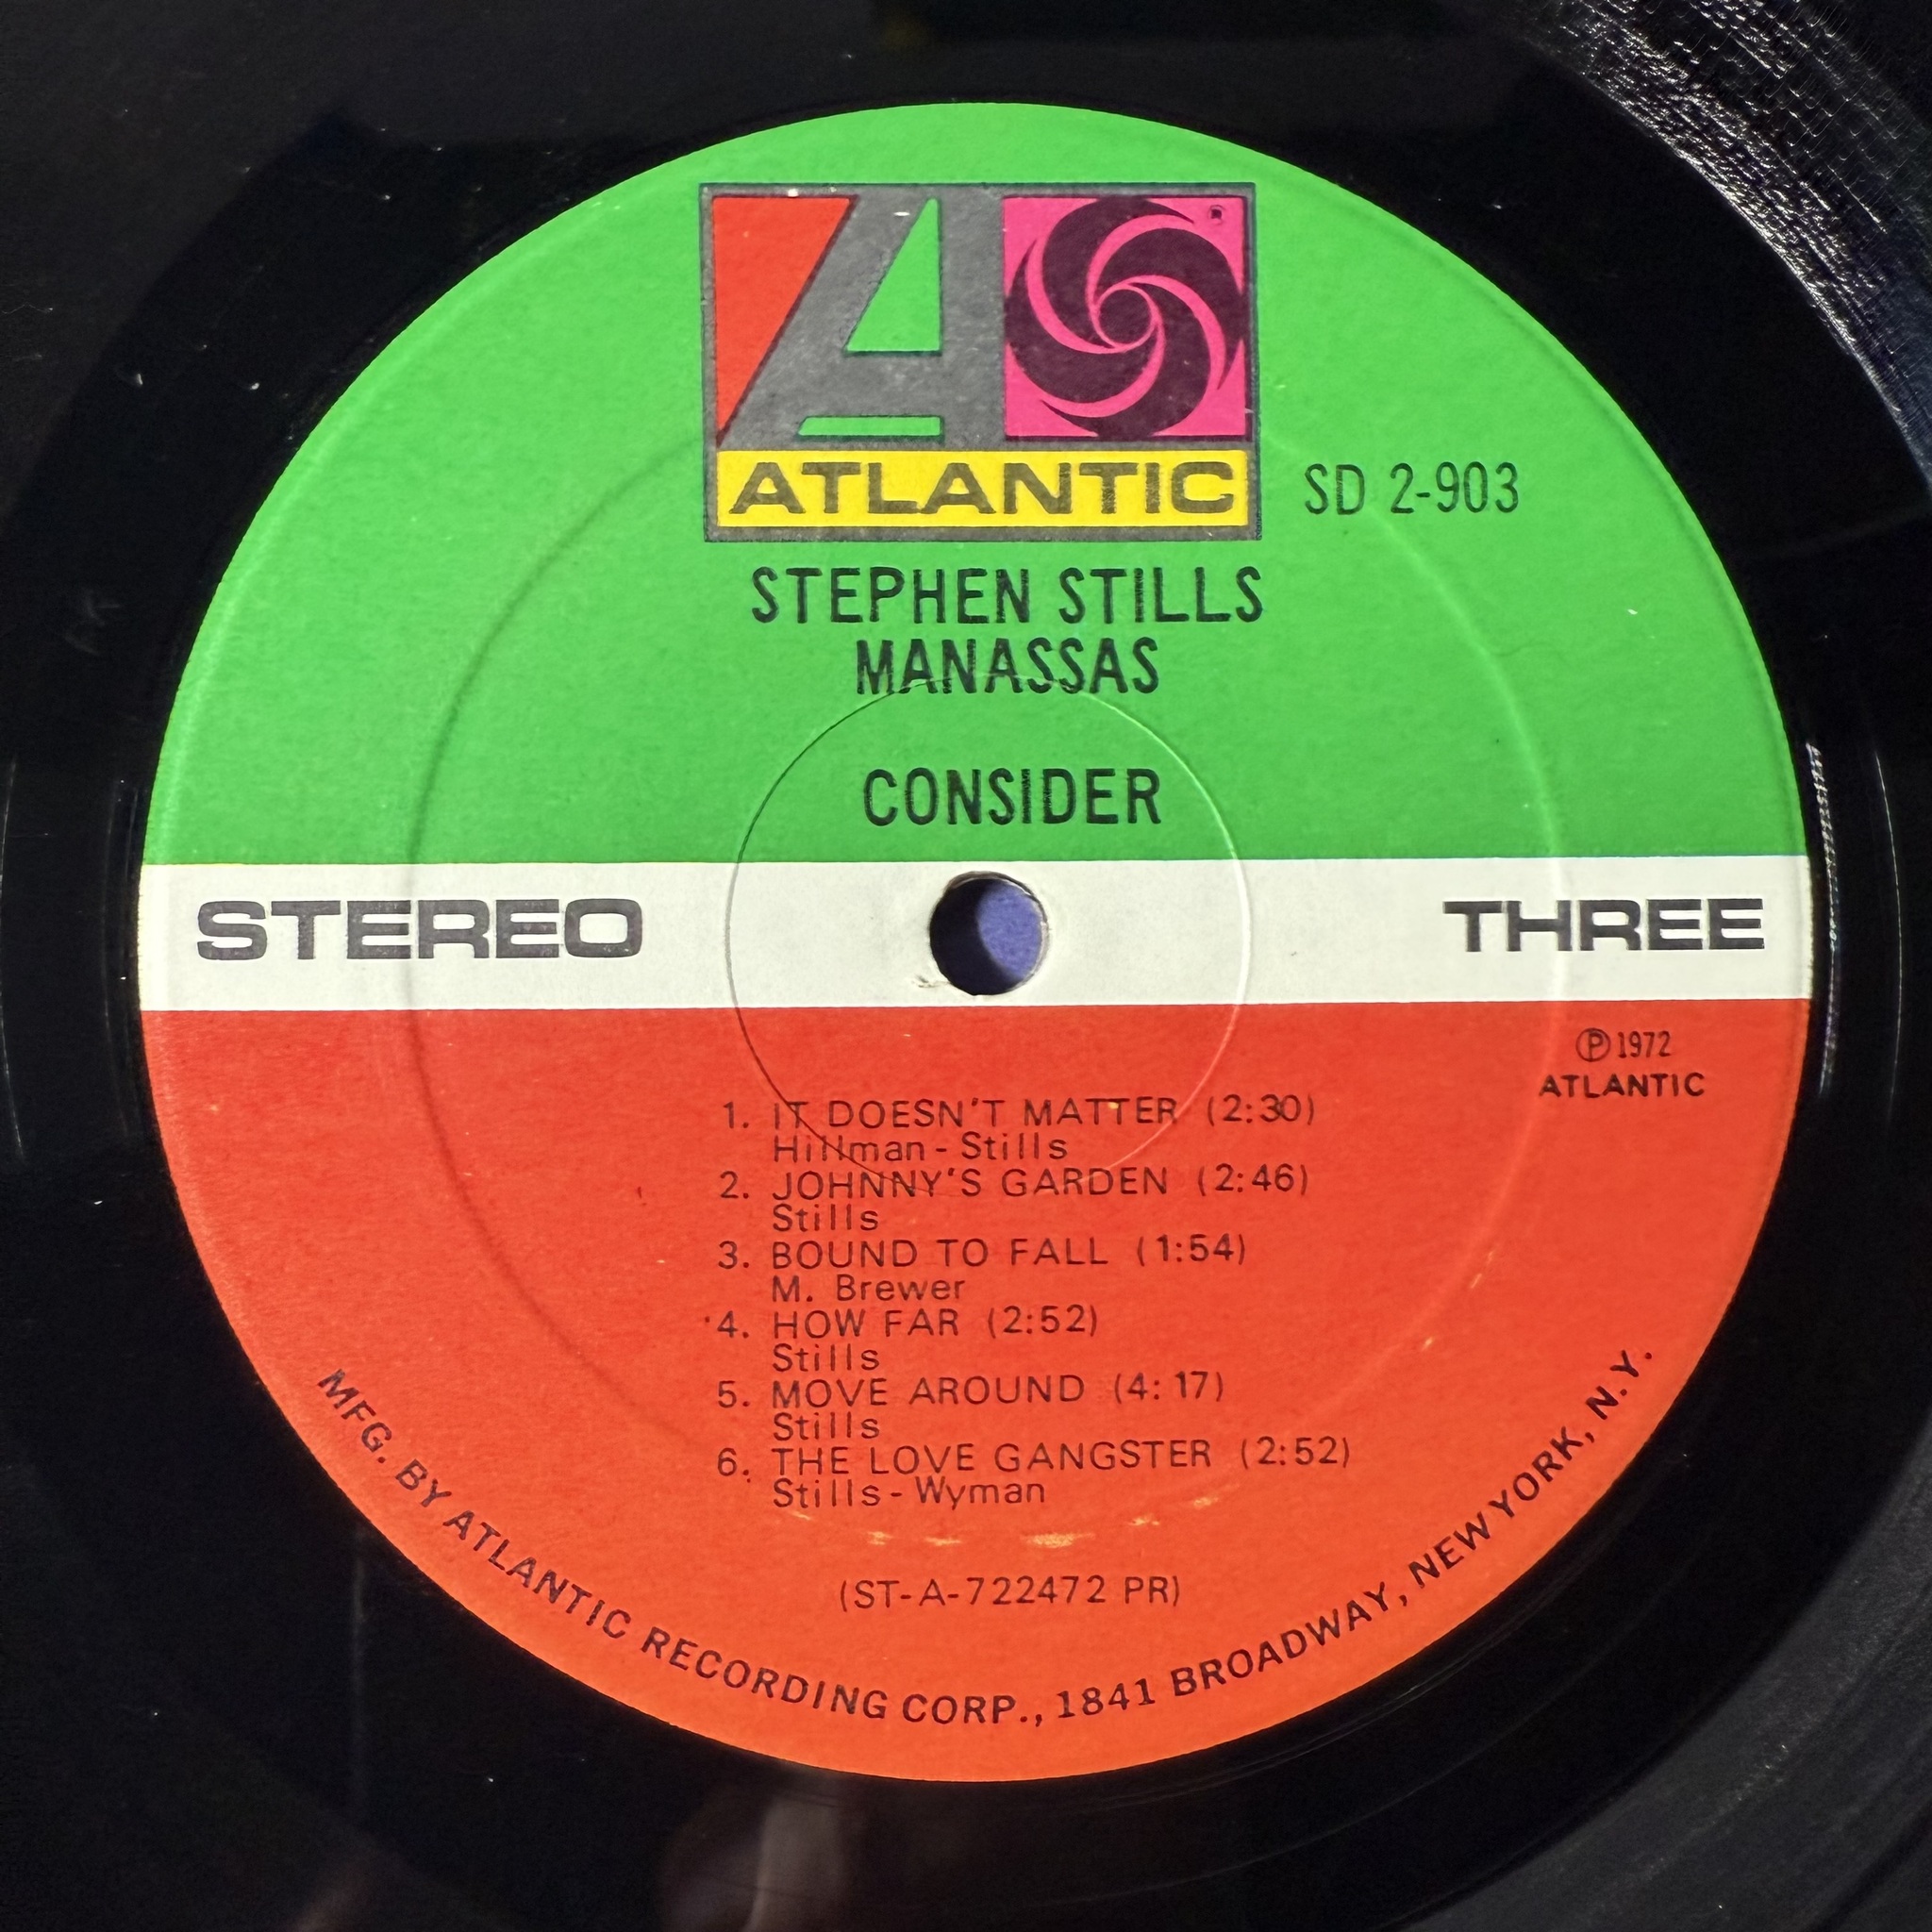 ATLANTIC
SD 2-903
STEPHEN STILLS
MANASSAS
CONSIDER
STEREO
THREE
Ⓟ 1972
ATLANTIC
1. IT DOESN'T MATTER (2:30)
Hillman - Stills
2. JOHNNY'S GARDEN (2:46)
Stills
3. BOUND TO FALL (1:54)
M. Brewer
4. HOW FAR (2:52)
Stills
5. MOVE AROUND (4:17)
Stills
6. THE LOVE GANGSTER (2:52)
Stills - Wyman
(ST-A-722472 PR)
MFG. BY ATLANTIC RECORDING CORP., 1841 BROADWAY, NEW YORK, N.Y.